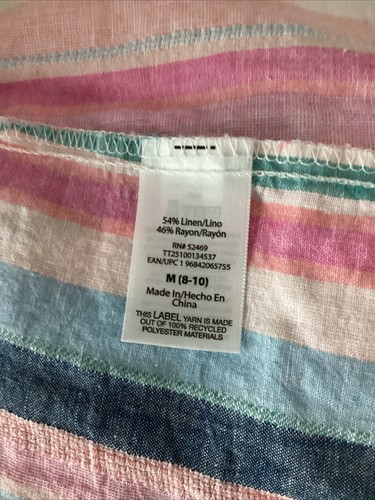 54% Linen/Lino
46% Rayon/Rayón
RN# 52469
TT25100134537
EAN/UPC 1 96842065755
M (8-10)
Made In/Hecho En
China
THIS LABEL YARN IS MADE
OUT OF 100% RECYCLED
POLYESTER MATERIALS